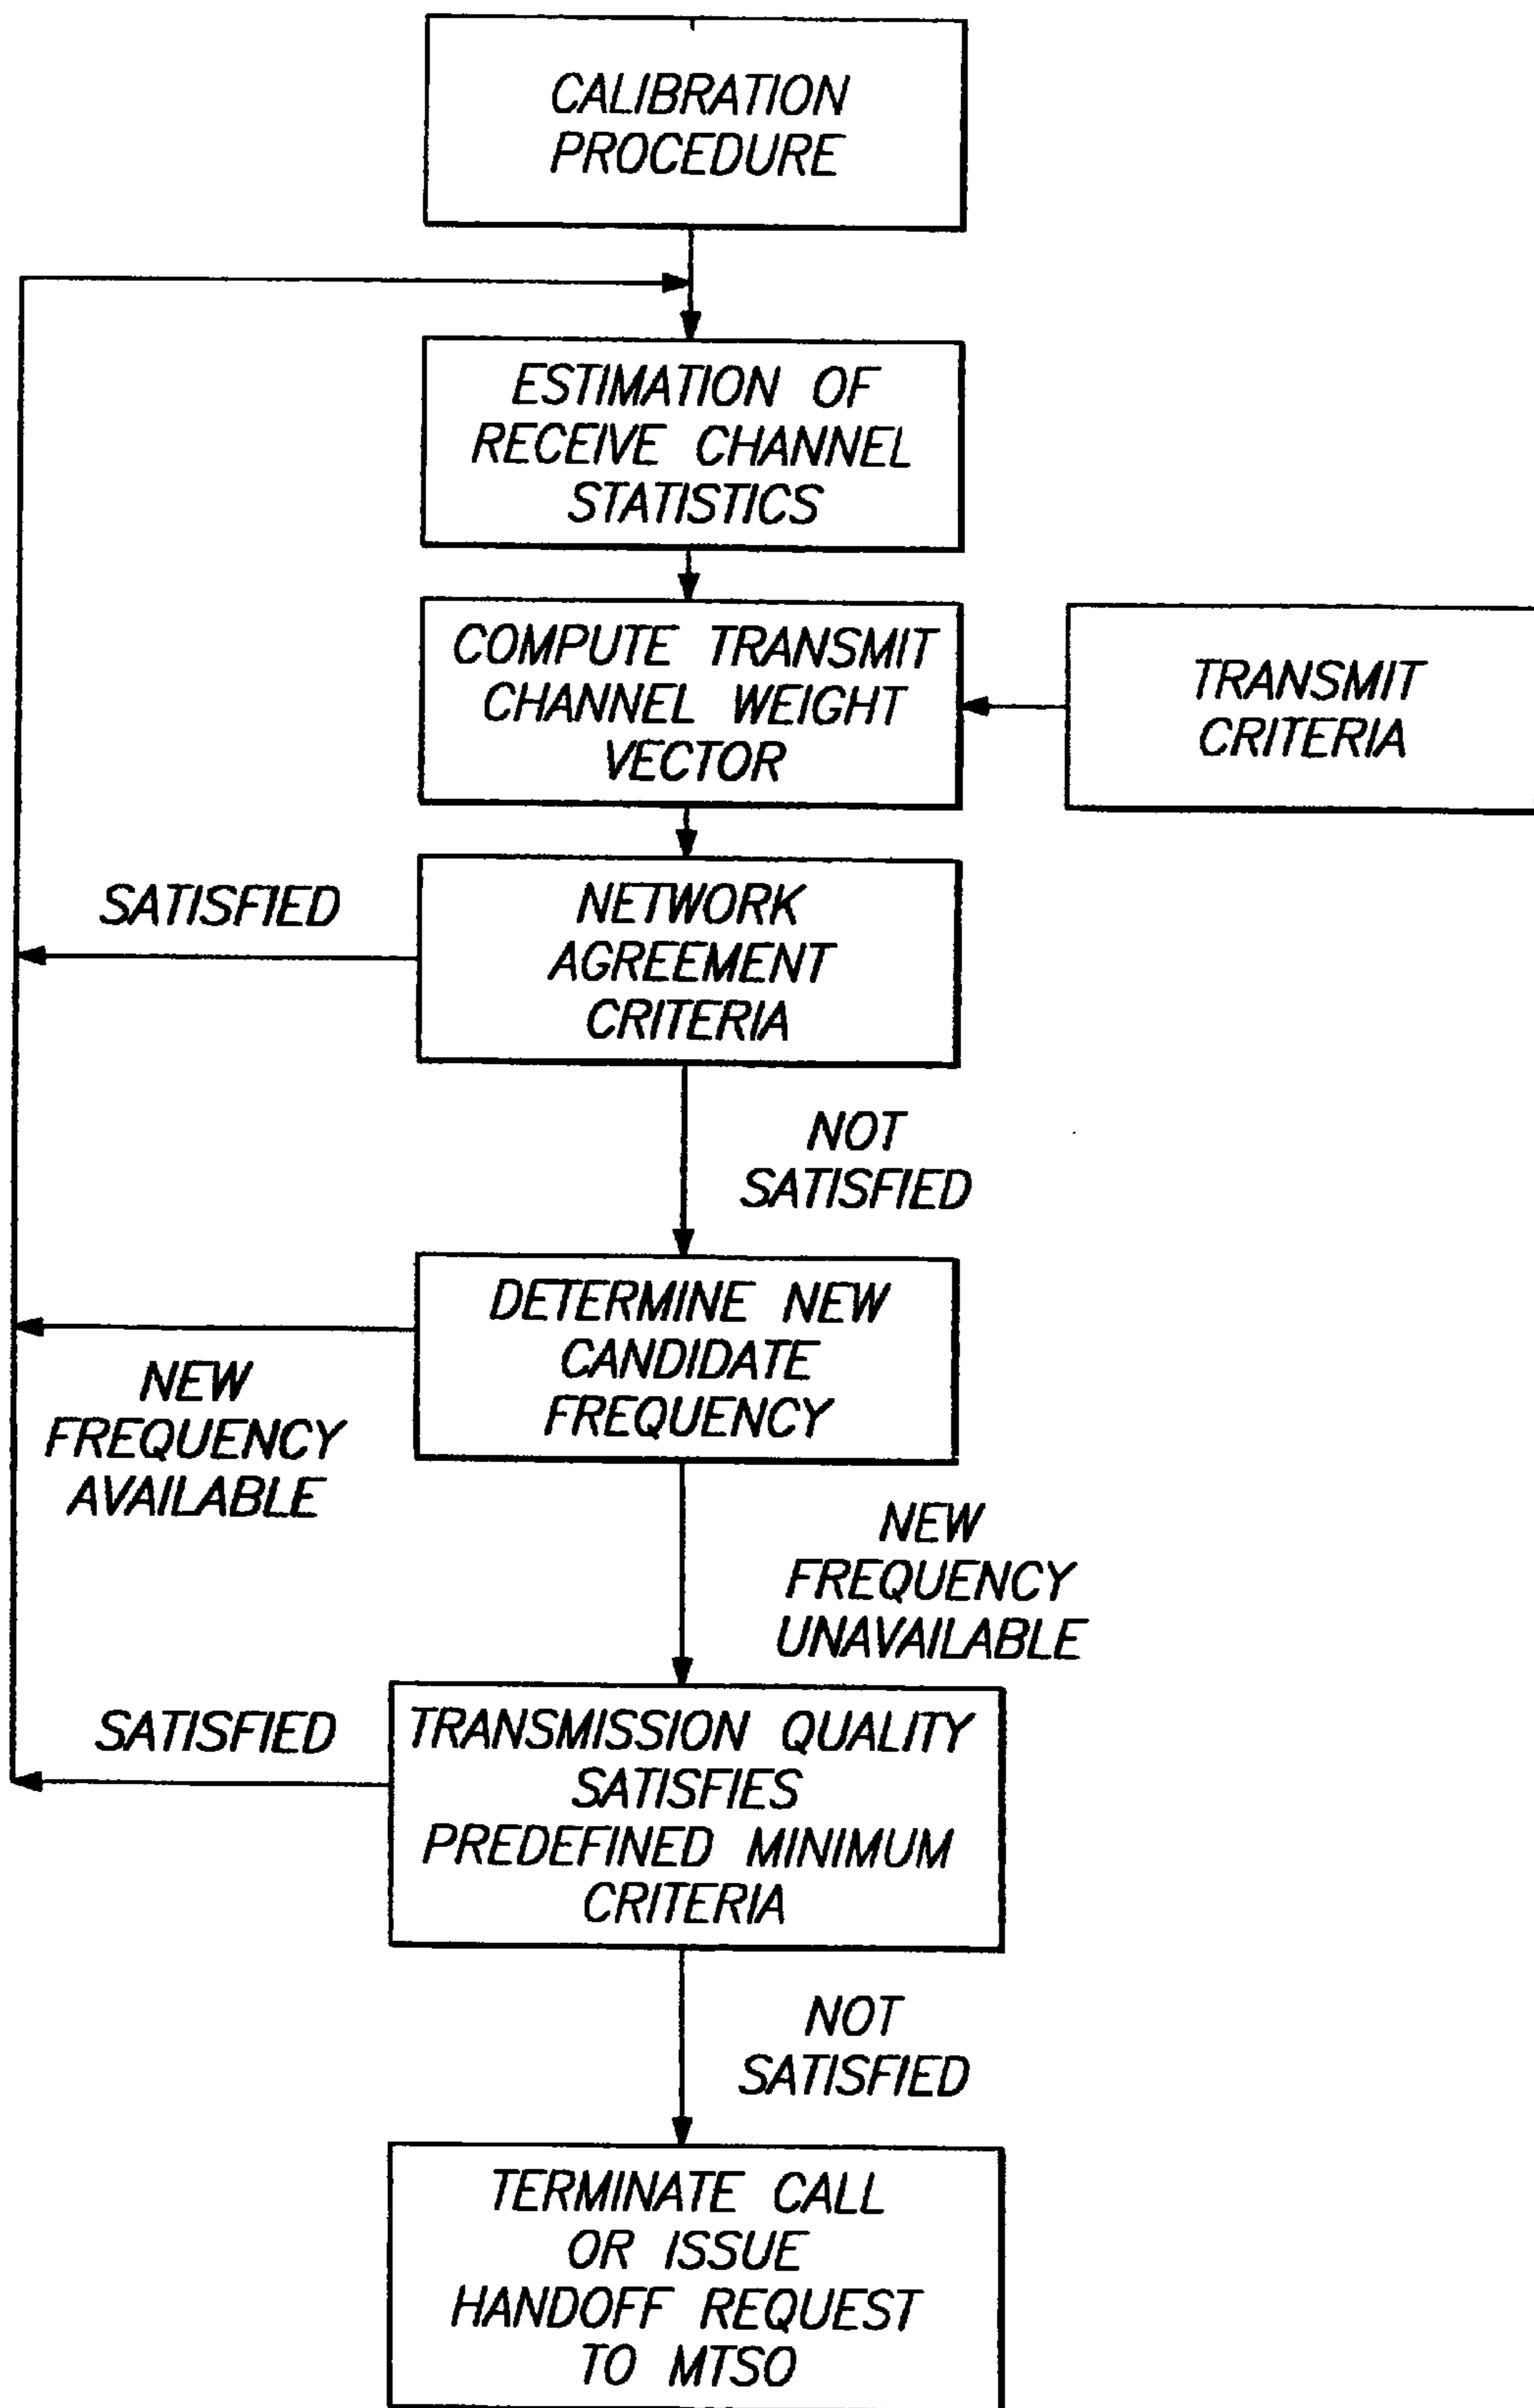 CALIBRATION
PROCEDURE
ESTIMATION OF
RECEIVE CHANNEL
STATISTICS
COMPUTE TRANSMIT
CHANNEL WEIGHT
VECTOR
TRANSMIT
CRITERIA
SATISFIED
NETWORK
AGREEMENT
CRITERIA
NOT
SATISFIED
DETERMINE NEW
CANDIDATE
FREQUENCY
NEW
FREQUENCY
AVAILABLE
NEW
FREQUENCY
UNAVAILABLE
SATISFIED
TRANSMISSION QUALITY
SATISFIES
PREDEFINED MINIMUM
CRITERIA
NOT
SATISFIED
TERMINATE CALL
OR ISSUE
HANDOFF REQUEST
TO MTSO